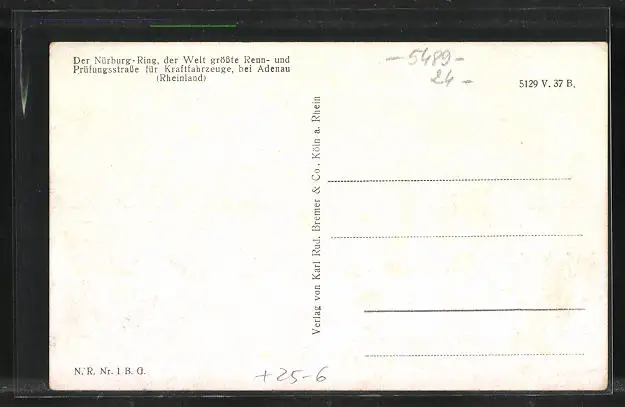 Der Nürburg-Ring, der Welt größte Renn- und
Prüfungsstraße für Kraftfahrzeuge, bei Adenau
(Rheinland)
- 5489 -
24 -
5129 V. 37 B.
Verlag von Karl Rud. Bremer & Co., Köln a. Rhein
N. R. Nr. 1 B. G.
+25-6